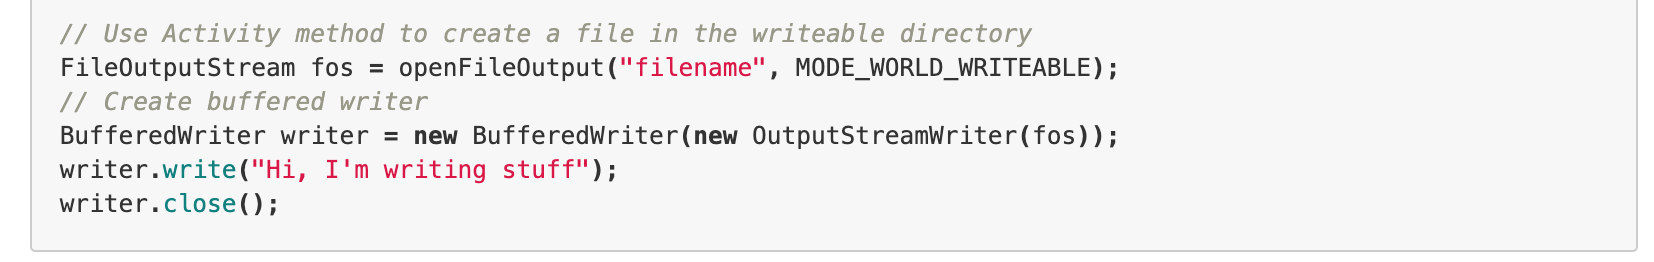 // Use Activity method to create a file in the writeable directory
FileOutputStream fos = openFileOutput("filename", MODE_WORLD_WRITEABLE);
// Create buffered writer
BufferedWriter writer = new BufferedWriter(new OutputStreamWriter(fos));
writer.write("Hi, I'm writing stuff");
writer.close();